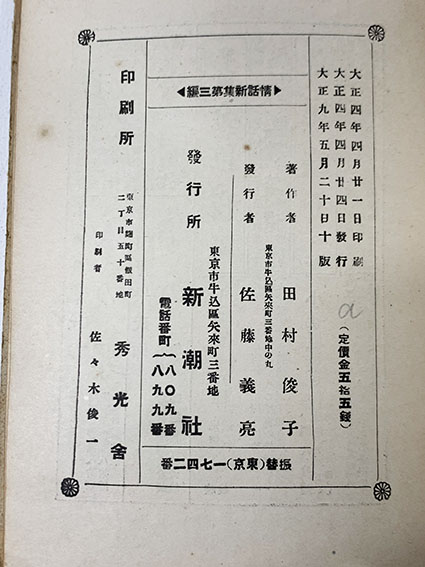 大正四年四月廿一日印刷
大正四年四月廿四日發行
大正九年五月二十日十版
(定價金五拾五錢)
a
著作者 田村俊子
東京市牛込區矢來町三番地中の丸
發行者 佐藤義亮
東京市牛込區矢來町三番地
發行所 新潮社
電話番町{八〇九番
八九九番
▶情話新集第三編◀
振替(東京)一七四二番
東京市麴町區飯田町
二丁目五十番地
印刷所 秀光舍
印刷者 佐々木俊一